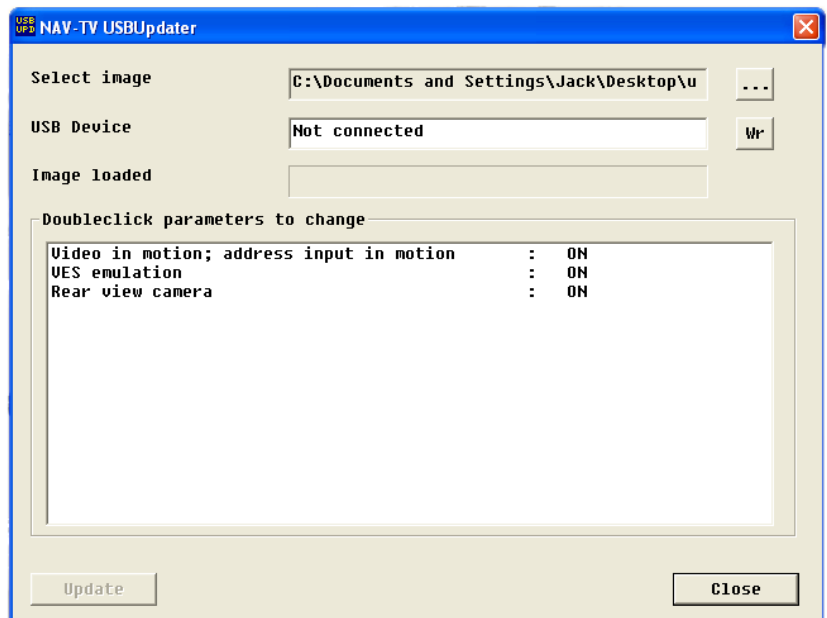 USB UPD NAV-TV USBUpdater
Select image C:\Documents and Settings\Jack\Desktop\u ...
USB Device Not connected Wr
Image loaded
Doubleclick parameters to change
Video in motion; address input in motion : ON
VES emulation : ON
Rear view camera : ON
Update Close